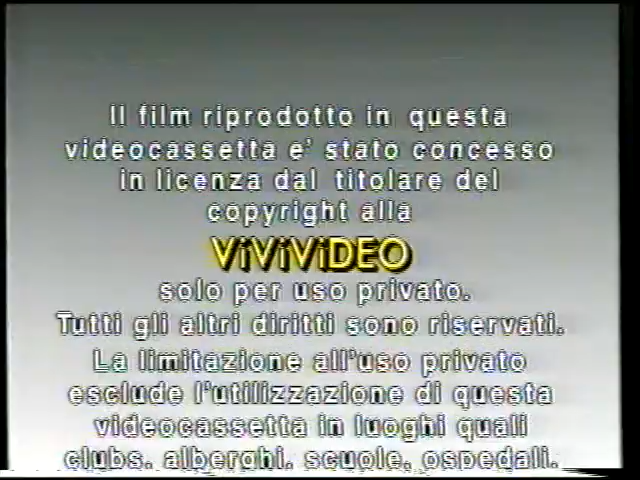 Il film riprodotto in questa
videocassetta e' stato concesso
in licenza dal titolare del
copyright alla
ViViViDEO
solo per uso privato.
Tutti gli altri diritti sono riservati.
La limitazione all'uso privato
esclude l'utilizzazione di questa
videocassetta in luoghi quali
clubs, alberghi, scuole, ospedali.